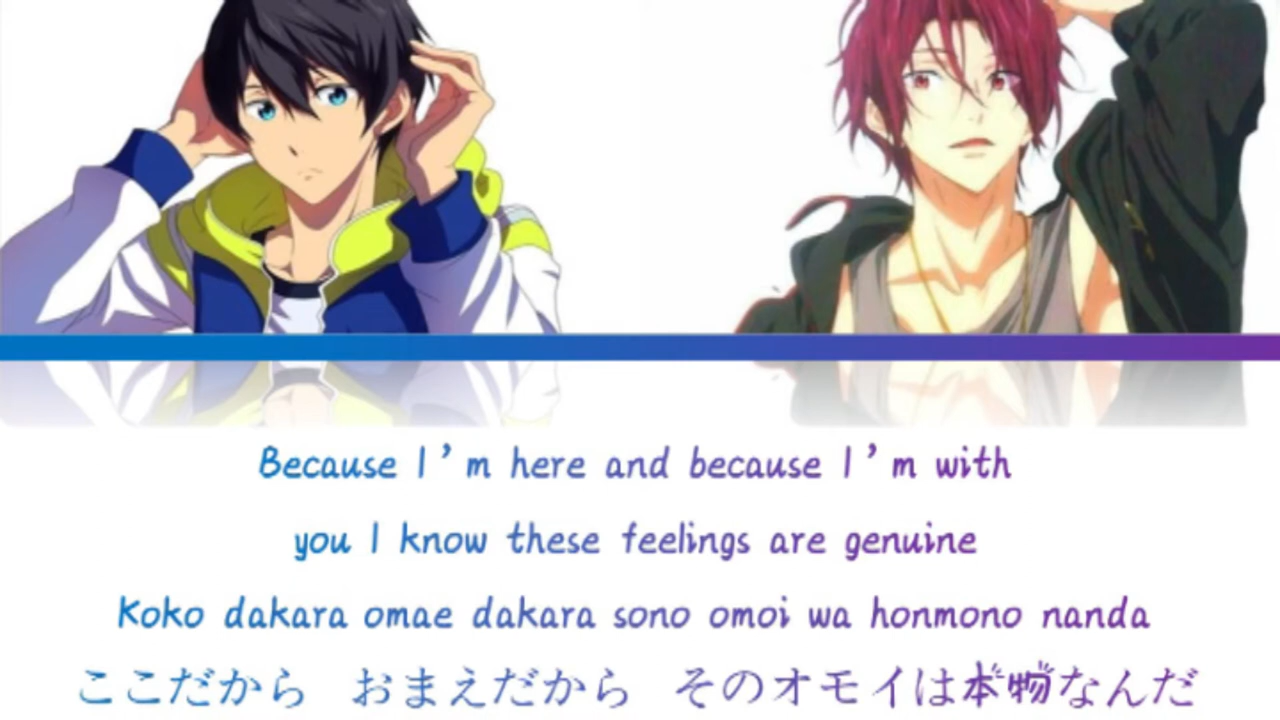 Because I'm here and because I'm with
you I know these feelings are genuine
Koko dakara omae dakara sono omoi wa honmono nanda
ここだから おまえだから そのオモイは本物なんだ